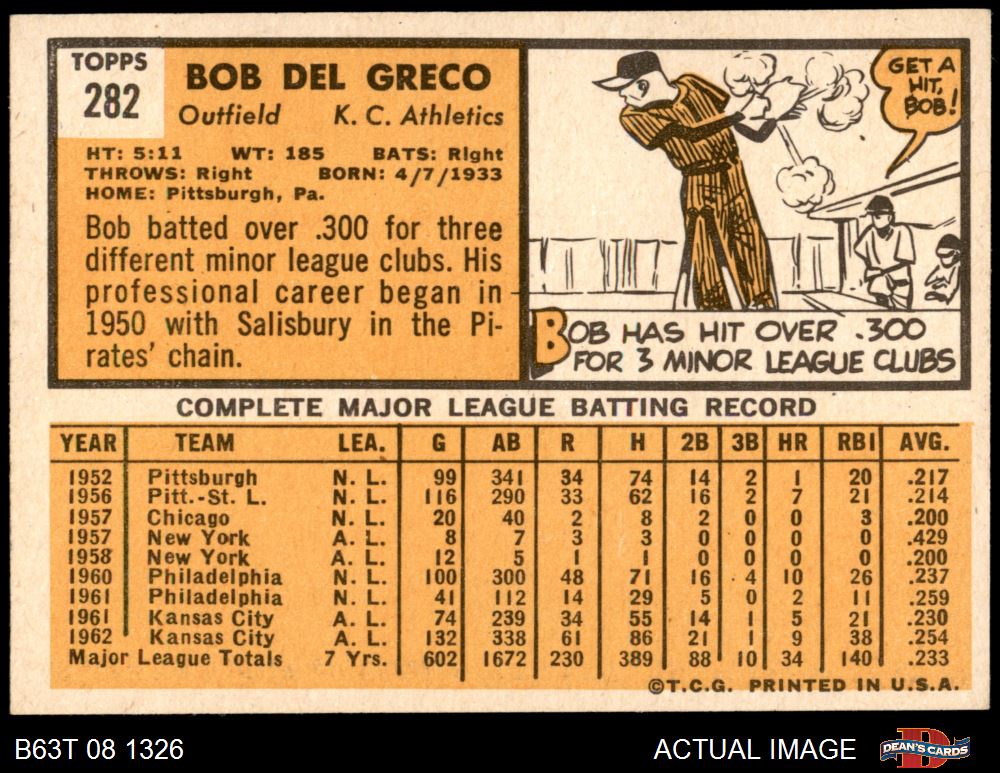 TOPPS
282
BOB DEL GRECO
Outfield K. C. Athletics
HT: 5:11 WT: 185 BATS: Right
THROWS: Right BORN: 4/7/1933
HOME: Pittsburgh, Pa.
Bob batted over .300 for three
different minor league clubs. His
professional career began in
1950 with Salisbury in the Pi-
rates' chain.
GET A
HIT,
BOB!
BOB HAS HIT OVER .300
FOR 3 MINOR LEAGUE CLUBS
COMPLETE MAJOR LEAGUE BATTING RECORD
YEAR TEAM LEA. G AB R H 2B 3B HR RBI AVG.
1952 Pittsburgh N. L. 99 341 34 74 14 2 1 20 .217
1956 Pitt.-St. L. N. L. 116 290 33 62 16 2 7 21 .214
1957 Chicago N. L. 20 40 2 8 2 0 0 3 .200
1957 New York A. L. 8 7 3 3 0 0 0 0 .429
1958 New York A. L. 12 5 1 1 0 0 0 0 .200
1960 Philadelphia N. L. 100 300 48 71 16 4 10 26 .237
1961 Philadelphia N. L. 41 112 14 29 5 0 2 11 .259
1961 Kansas City A. L. 74 239 34 55 14 1 5 21 .230
1962 Kansas City A. L. 132 338 61 86 21 1 9 38 .254
Major League Totals 7 Yrs. 602 1672 230 389 88 10 34 140 .233
©T.C.G. PRINTED IN U.S.A.
B63T 08 1326 ACTUAL IMAGE DEAN'S CARDS